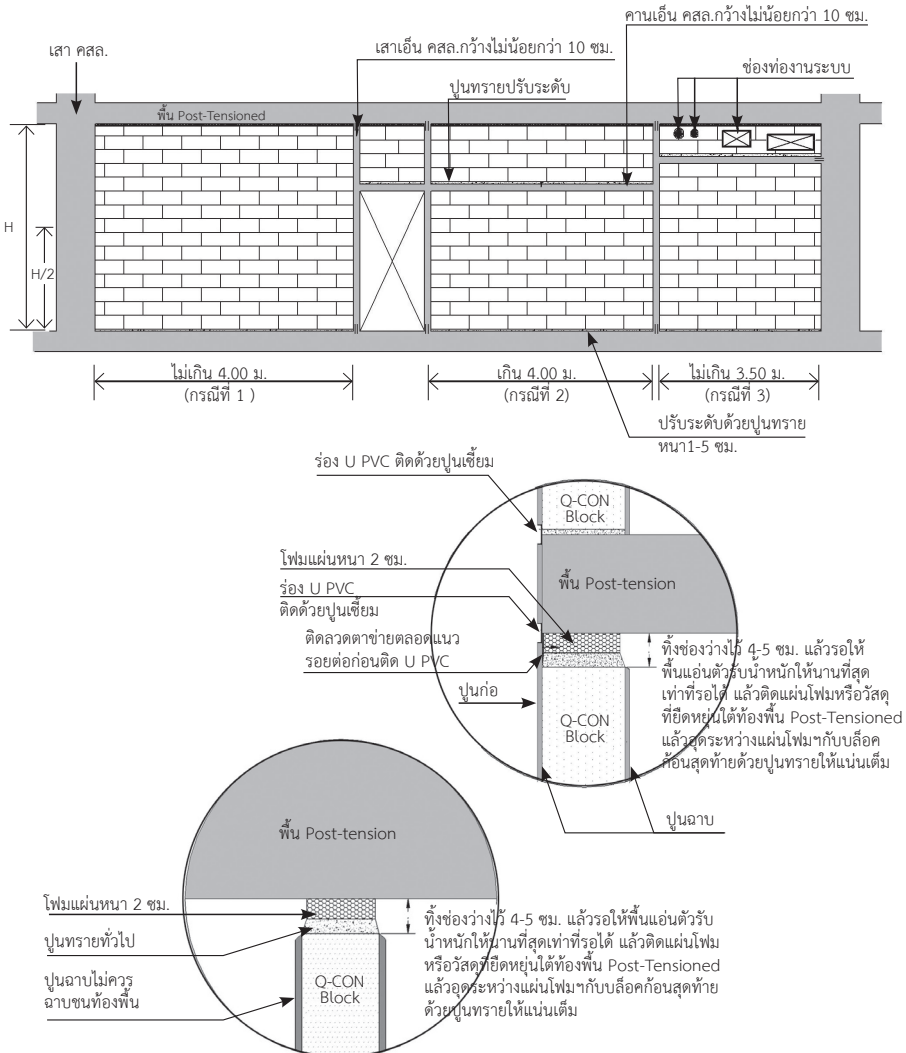 คานเอ็น คสล.กว้างไม่น้อยกว่า 10 ซม.
เสา คสล.
เสาเอ็น คสล.กว้างไม่น้อยกว่า 10 ซม.
ช่องท่องานระบบ
ปูนทรายปรับระดับ
พื้น Post-Tensioned
H
H/2
ไม่เกิน 4.00 ม.
(กรณีที่ 1 )
เกิน 4.00 ม.
(กรณีที่ 2)
ไม่เกิน 3.50 ม.
(กรณีที่ 3)
ปรับระดับด้วยปูนทราย
หนา1-5 ซม.
ร่อง U PVC ติดด้วยปูนเชี้ยม
Q-CON
Block
โฟมแผ่นหนา 2 ซม.
พื้น Post-tension
ร่อง U PVC
ติดด้วยปูนเชี้ยม
ติดลวดตาข่ายตลอดแนว
รอยต่อก่อนติด U PVC
ทิ้งช่องว่างไว้ 4-5 ซม. แล้วรอให้
พื้นแอ่นตัวรับน้ำหนักให้นานที่สุด
เท่าที่รอได้ แล้วติดแผ่นโฟมหรือวัสดุ
ที่ยืดหยุ่นใต้ท้องพื้น Post-Tensioned
แล้วอุดระหว่างแผ่นโฟมฯกับบล็อค
ก้อนสุดท้ายด้วยปูนทรายให้แน่นเต็ม
ปูนก่อ
Q-CON
Block
ปูนฉาบ
พื้น Post-tension
โฟมแผ่นหนา 2 ซม.
ปูนทรายทั่วไป
ปูนฉาบไม่ควร
ฉาบชนท้องพื้น
Q-CON
Block
ทิ้งช่องว่างไว้ 4-5 ซม. แล้วรอให้พื้นแอ่นตัวรับ
น้ำหนักให้นานที่สุดเท่าที่รอได้ แล้วติดแผ่นโฟม
หรือวัสดุที่ยืดหยุ่นใต้ท้องพื้น Post-Tensioned
แล้วอุดระหว่างแผ่นโฟมฯกับบล็อคก้อนสุดท้าย
ด้วยปูนทรายให้แน่นเต็ม